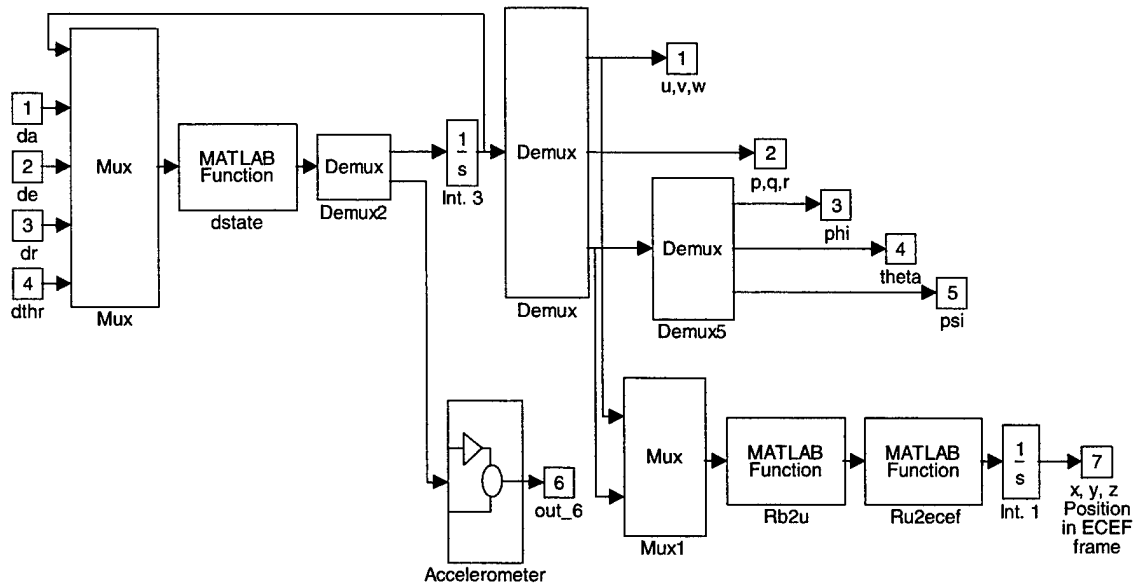 1
da
2
de
3
dr
4
dthr
Mux
Mux
MATLAB
Function
dstate
Demux
Demux2
1
s
Int. 3
Demux
Demux
1
u,v,w
2
p,q,r
Demux
Demux5
3
phi
4
theta
5
psi
Accelerometer
6
out_6
Mux
Mux1
MATLAB
Function
Rb2u
MATLAB
Function
Ru2ecef
1
s
Int. 1
7
x, y, z
Position
in ECEF
frame